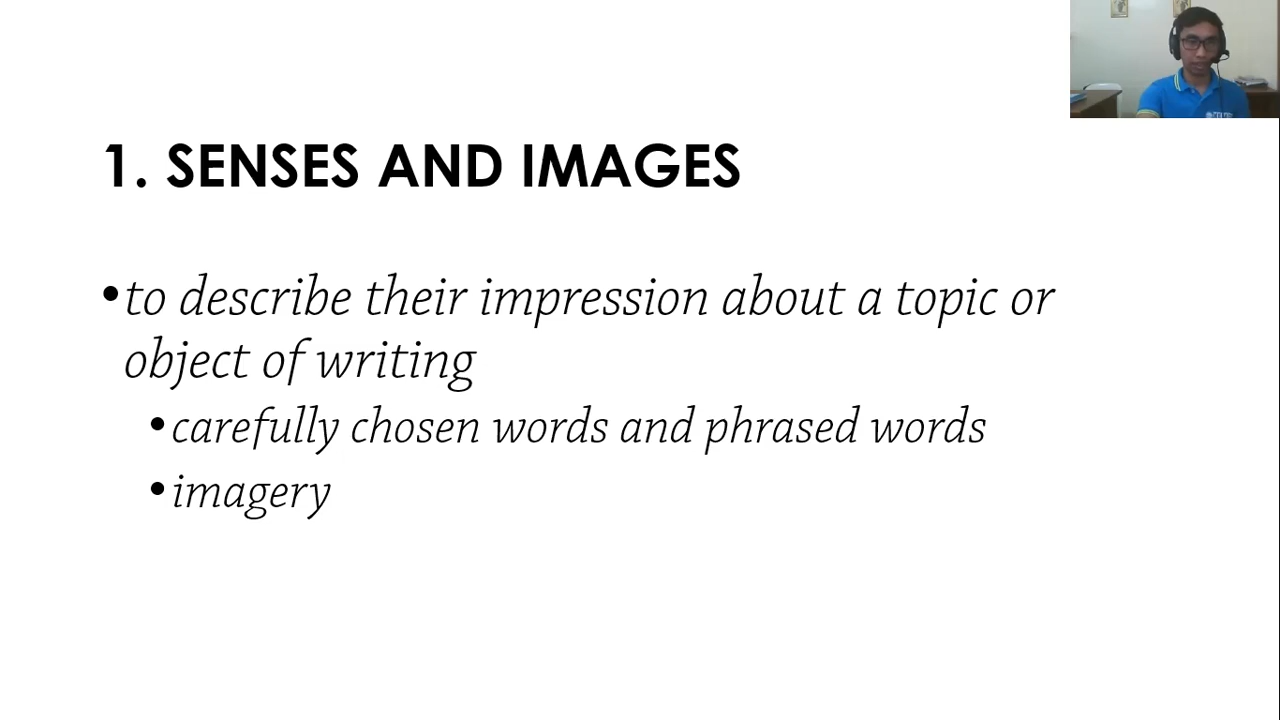 1. SENSES AND IMAGES
•to describe their impression about a topic or
object of writing
•carefully chosen words and phrased words
•imagery